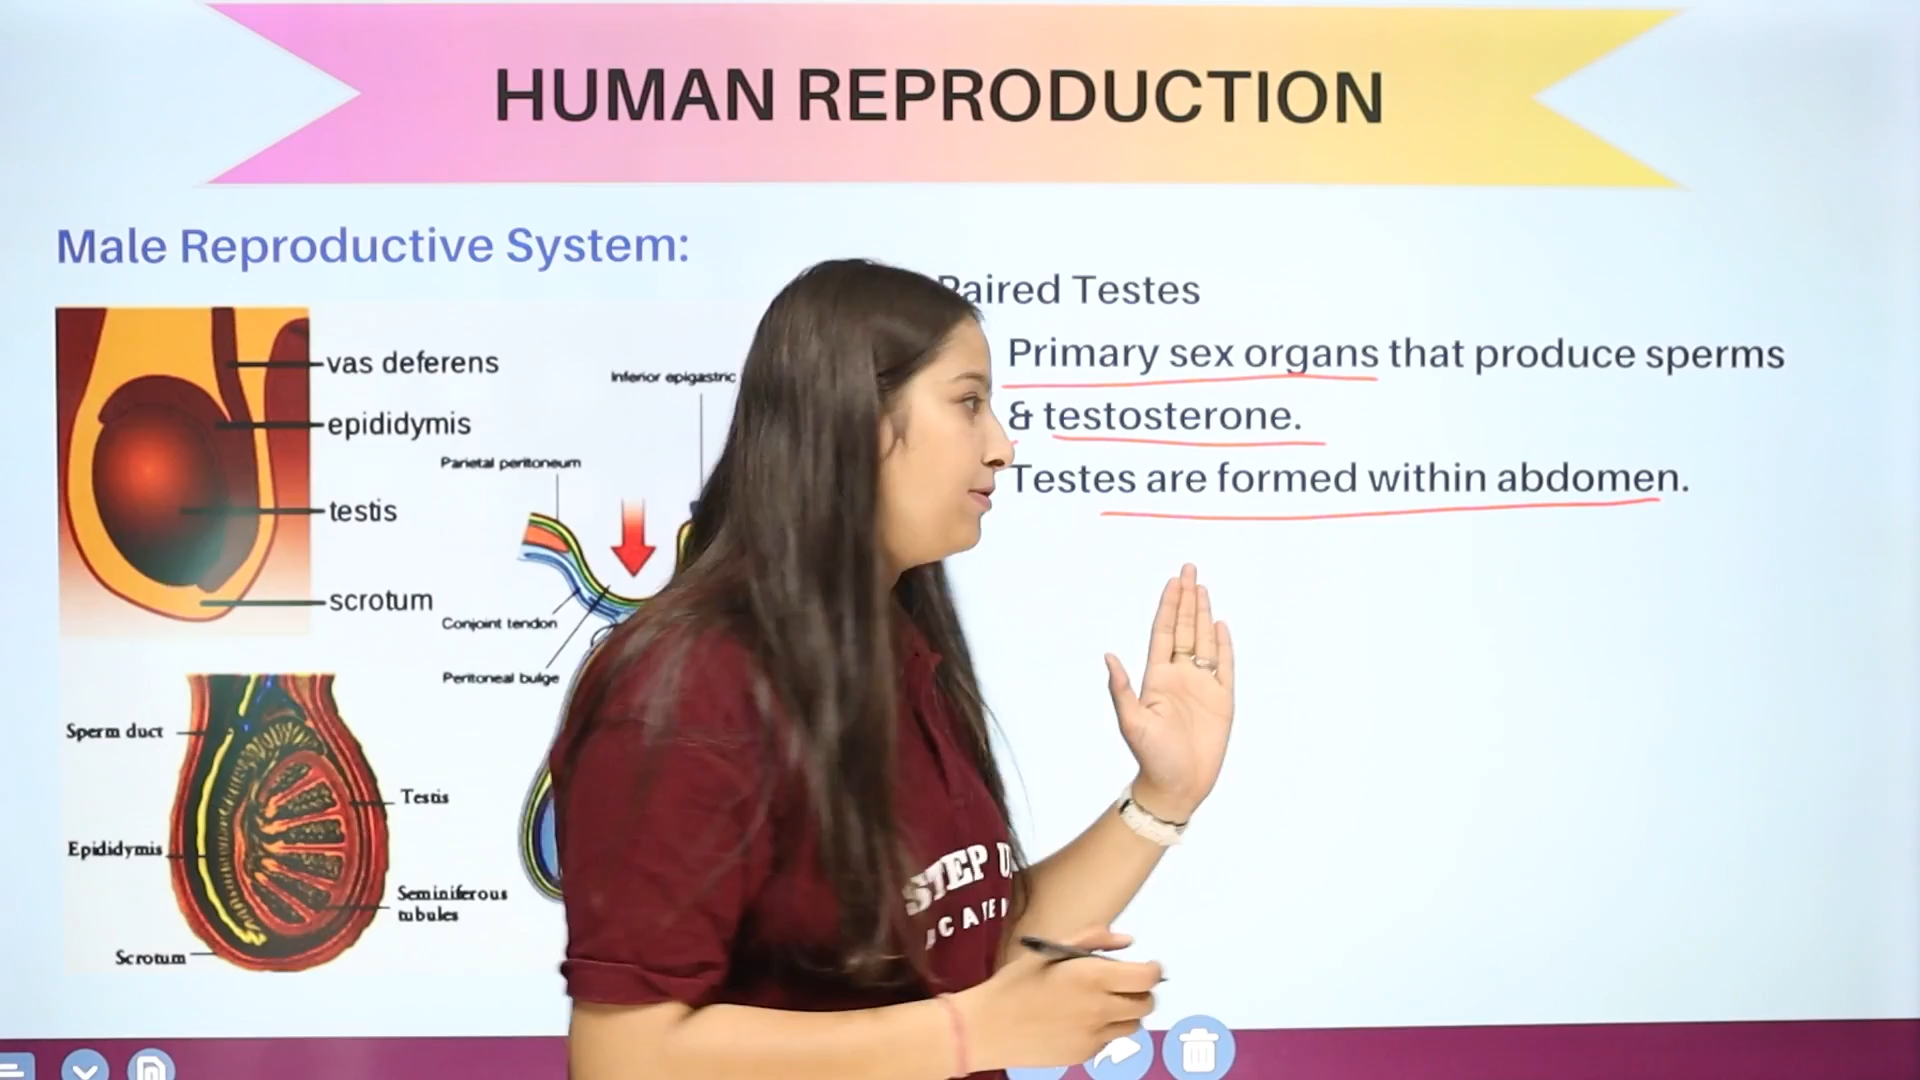 HUMAN REPRODUCTION
Male Reproductive System:
Paired Testes
Primary sex organs that produce sperms
& testosterone.
Testes are formed within abdomen.
vas deferens
epididymis
testis
scrotum
Inferior epigastric
Parietal peritoneum
Conjoint tendon
Peritoneal bulge
Sperm duct
Testis
Epididymis
Seminiferous
tubules
Scrotum
STEP U